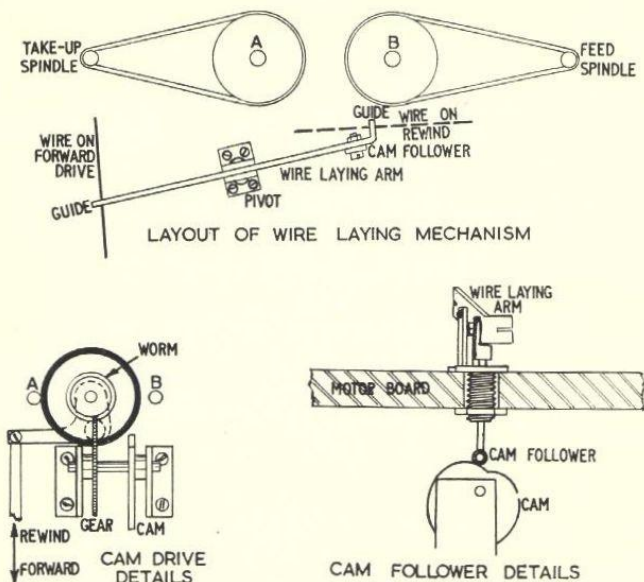 TAKE-UP
SPINDLE
A
B
FEED
SPINDLE
GUIDE
WIRE ON
REWIND
CAM FOLLOWER
WIRE ON
FORWARD
DRIVE
WIRE LAYING ARM
PIVOT
GUIDE
LAYOUT OF WIRE LAYING MECHANISM
WORM
A
B
GEAR
CAM
REWIND
FORWARD
CAM DRIVE
DETAILS
WIRE LAYING
ARM
MOTOR BOARD
CAM FOLLOWER
CAM
CAM FOLLOWER DETAILS